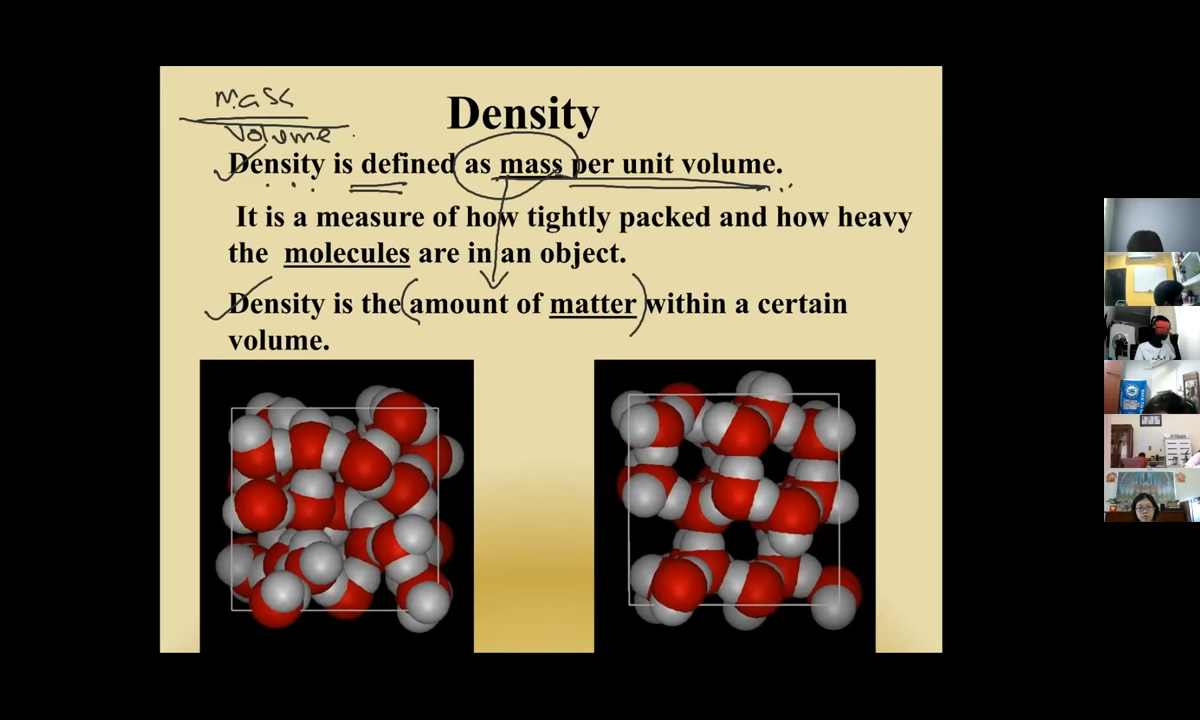 mass
volume
Density
Density is defined as mass per unit volume.
It is a measure of how tightly packed and how heavy
the molecules are in an object.
Density is the amount of matter within a certain
volume.